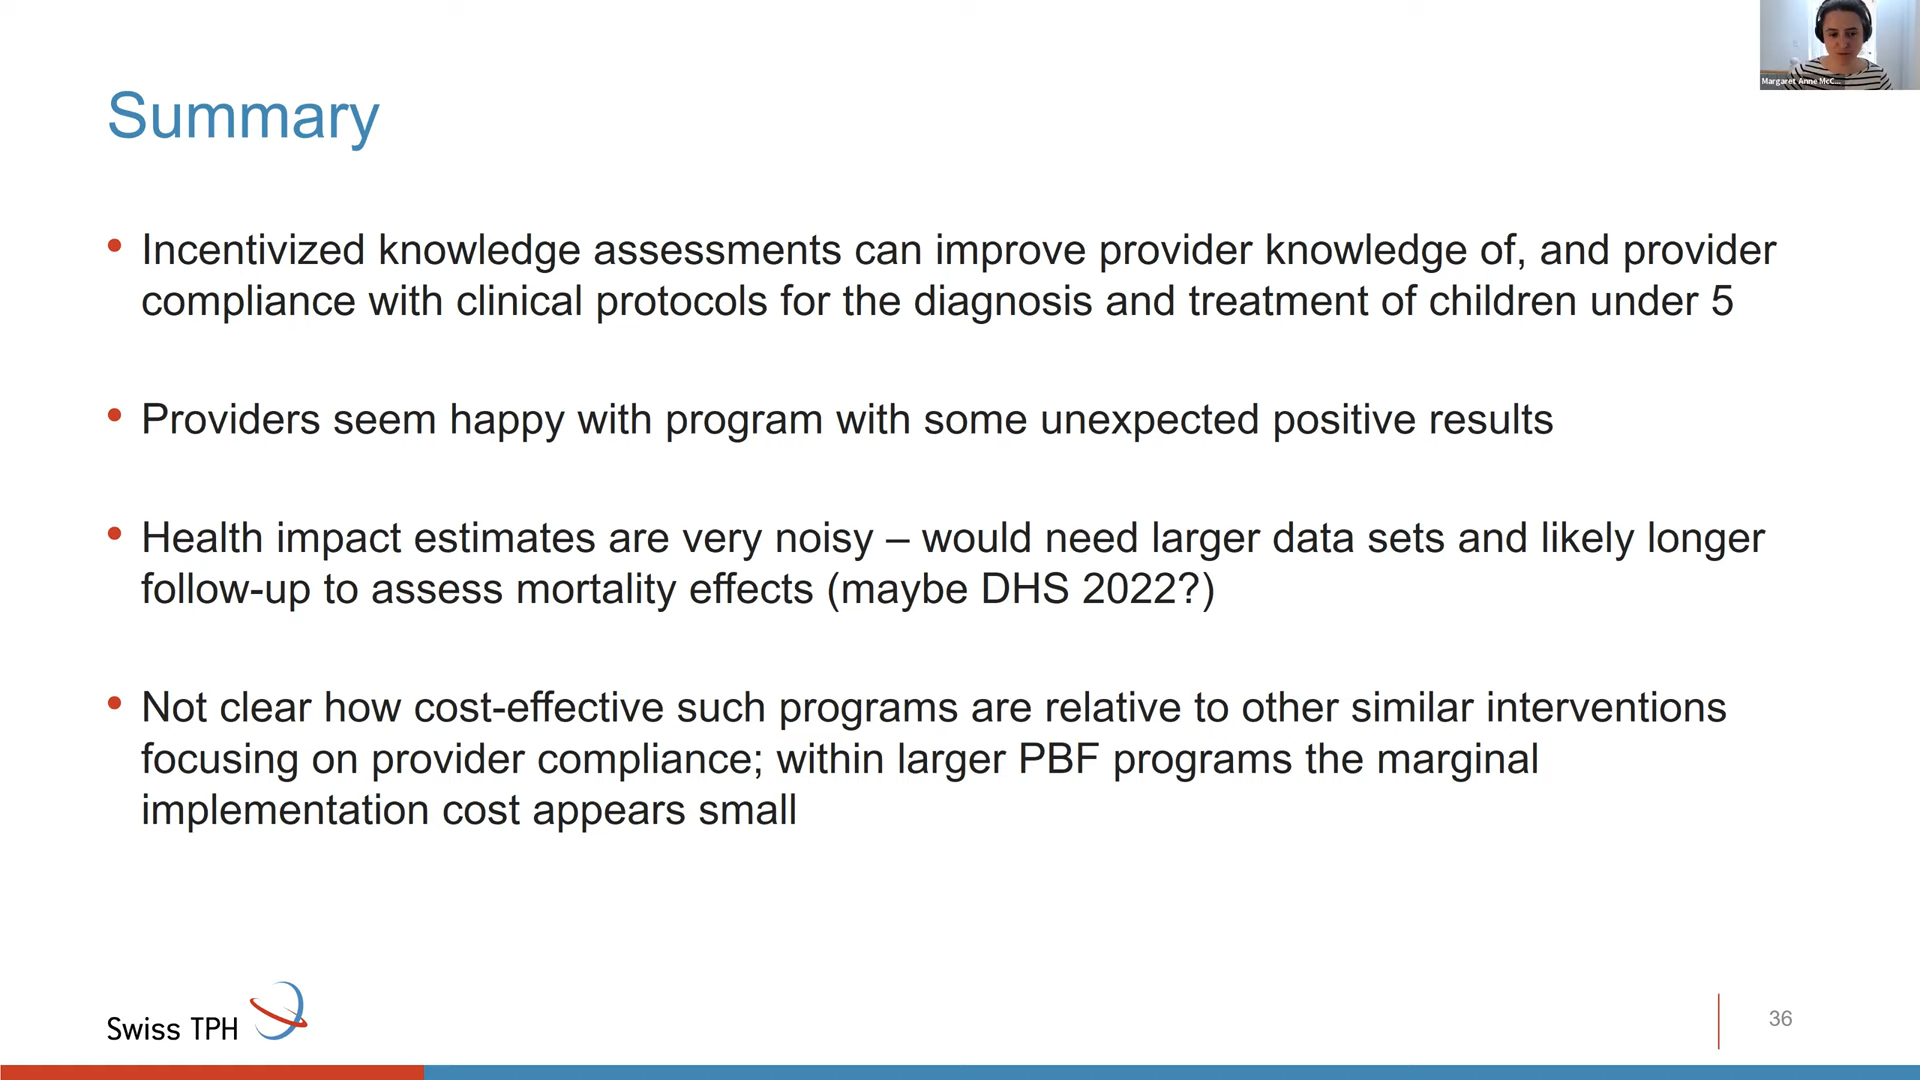 Margaret Anne McC...
Summary
• Incentivized knowledge assessments can improve provider knowledge of, and provider
compliance with clinical protocols for the diagnosis and treatment of children under 5
• Providers seem happy with program with some unexpected positive results
• Health impact estimates are very noisy – would need larger data sets and likely longer
follow-up to assess mortality effects (maybe DHS 2022?)
• Not clear how cost-effective such programs are relative to other similar interventions
focusing on provider compliance; within larger PBF programs the marginal
implementation cost appears small
Swiss TPH
36